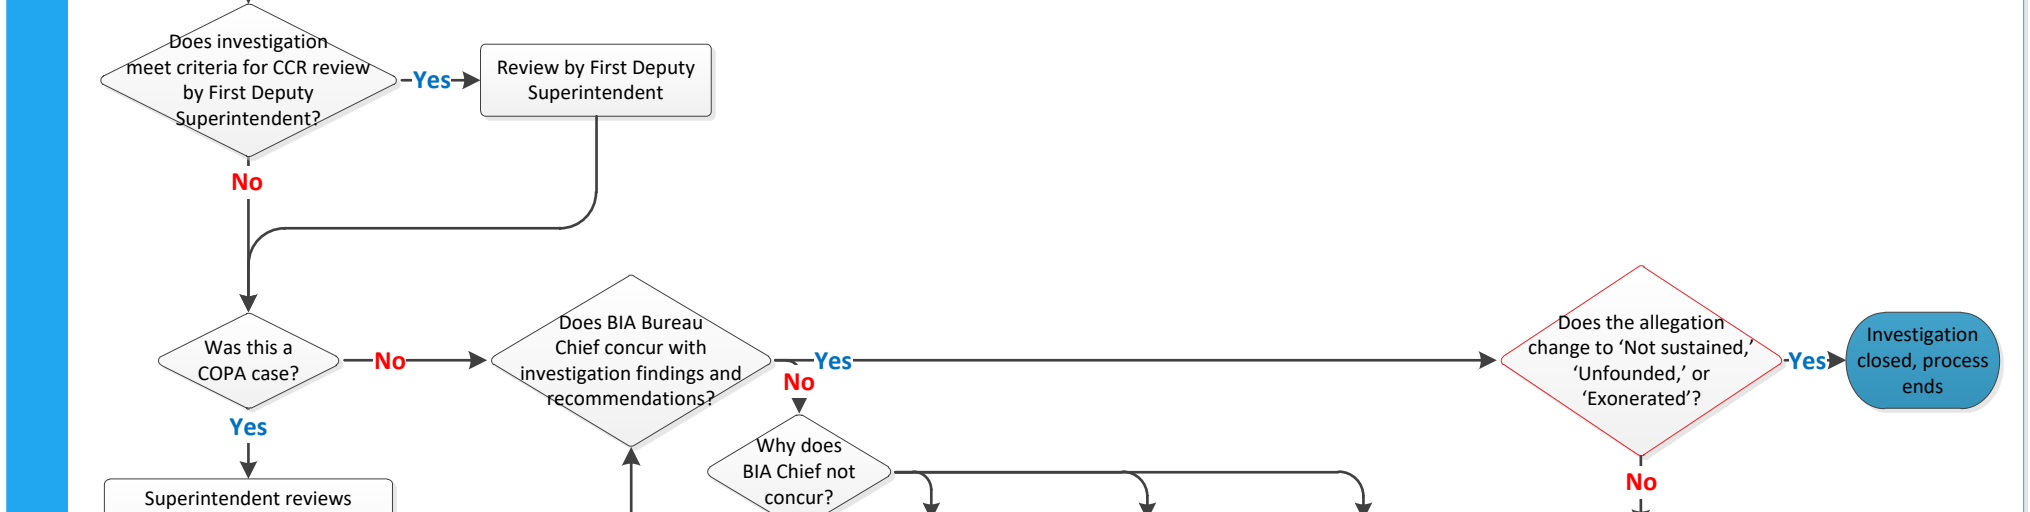 Does investigation
meet criteria for CCR review
by First Deputy
Superintendent?
Yes
Review by First Deputy
Superintendent
No
Was this a
COPA case?
No
Does BIA Bureau
Chief concur with
investigation findings and
recommendations?
Yes
No
Does the allegation
change to ‘Not sustained,’
‘Unfounded,’ or
‘Exonerated’?
Yes
Investigation
closed, process
ends
Yes
Why does
BIA Chief not
concur?
No
Superintendent reviews